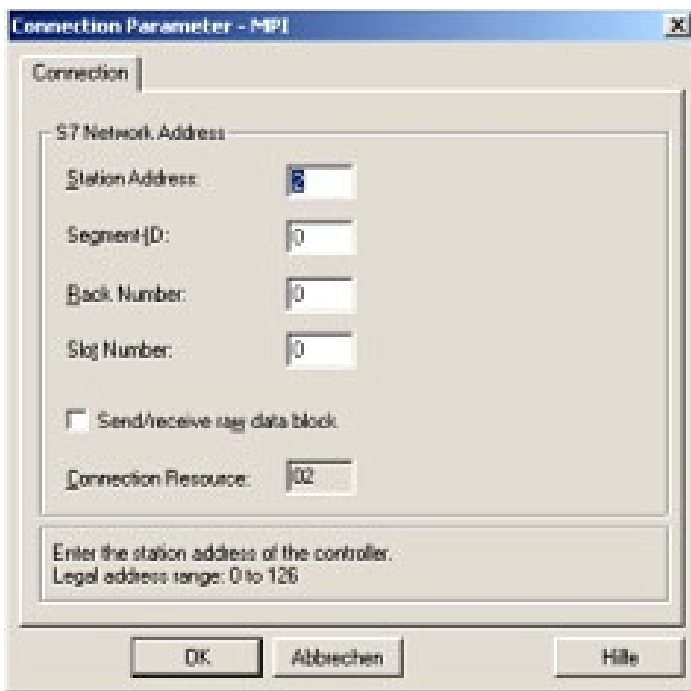 Connection Parameter - MPI
Connection
S7 Network Address
Station Address: 2
Segment-ID: 0
Rack Number: 0
Slot Number: 0
Send/receive raw data block
Connection Resource: 02
Enter the station address of the controller.
Legal address range: 0 to 126
OK Abbrechen Hilfe